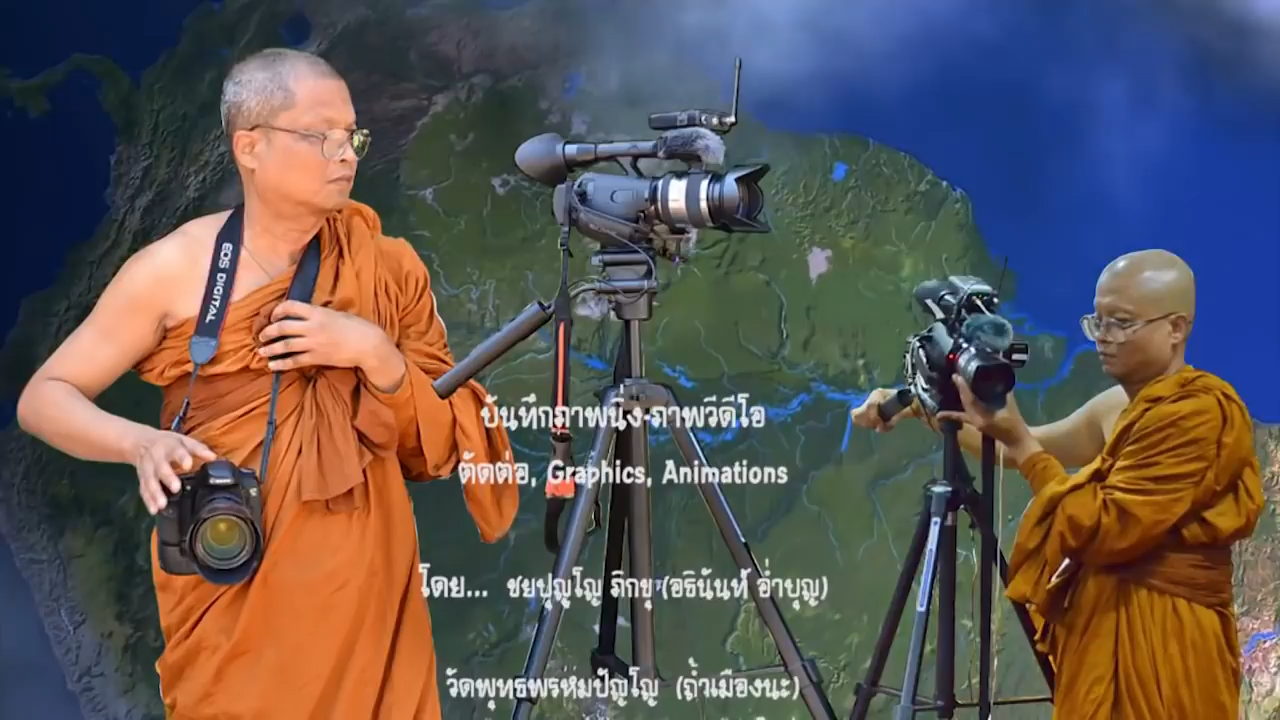 EOS DIGITAL
Canon
บันทึกภาพนิ่ง-ภาพวีดีโอ
ตัดต่อ, Graphics, Animations
โดย... ชยปุญฺโญ ภิกขุ (อธินันท์ อ่ำบุญ)
วัดพุทธพรหมปัญโญ (ถ้ำเมืองนะ)